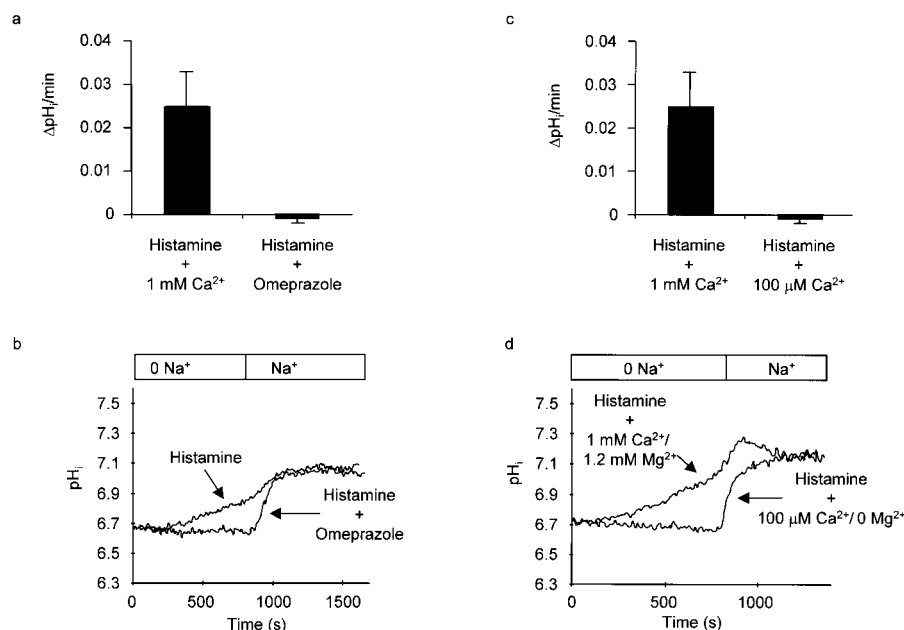 a
0.04
0.03
0.02
0.01
0
ΔpHi/min
Histamine
+
1 mM Ca²⁺
Histamine
+
Omeprazole
c
0.04
0.03
0.02
0.01
0
ΔpHi/min
Histamine
+
1 mM Ca²⁺
Histamine
+
100 μM Ca²⁺
b
0 Na⁺
Na⁺
7.5
7.1
6.9
6.7
6.3
pHi
Histamine
Histamine
+
Omeprazole
0
500
1000
1500
Time (s)
d
0 Na⁺
Na⁺
7.5
7.3
7.1
6.9
6.7
6.5
6.3
pHi
Histamine
+
1 mM Ca²⁺/
1.2 mM Mg²⁺
Histamine
+
100 μM Ca²⁺/0 Mg²⁺
0
500
1000
Time (s)